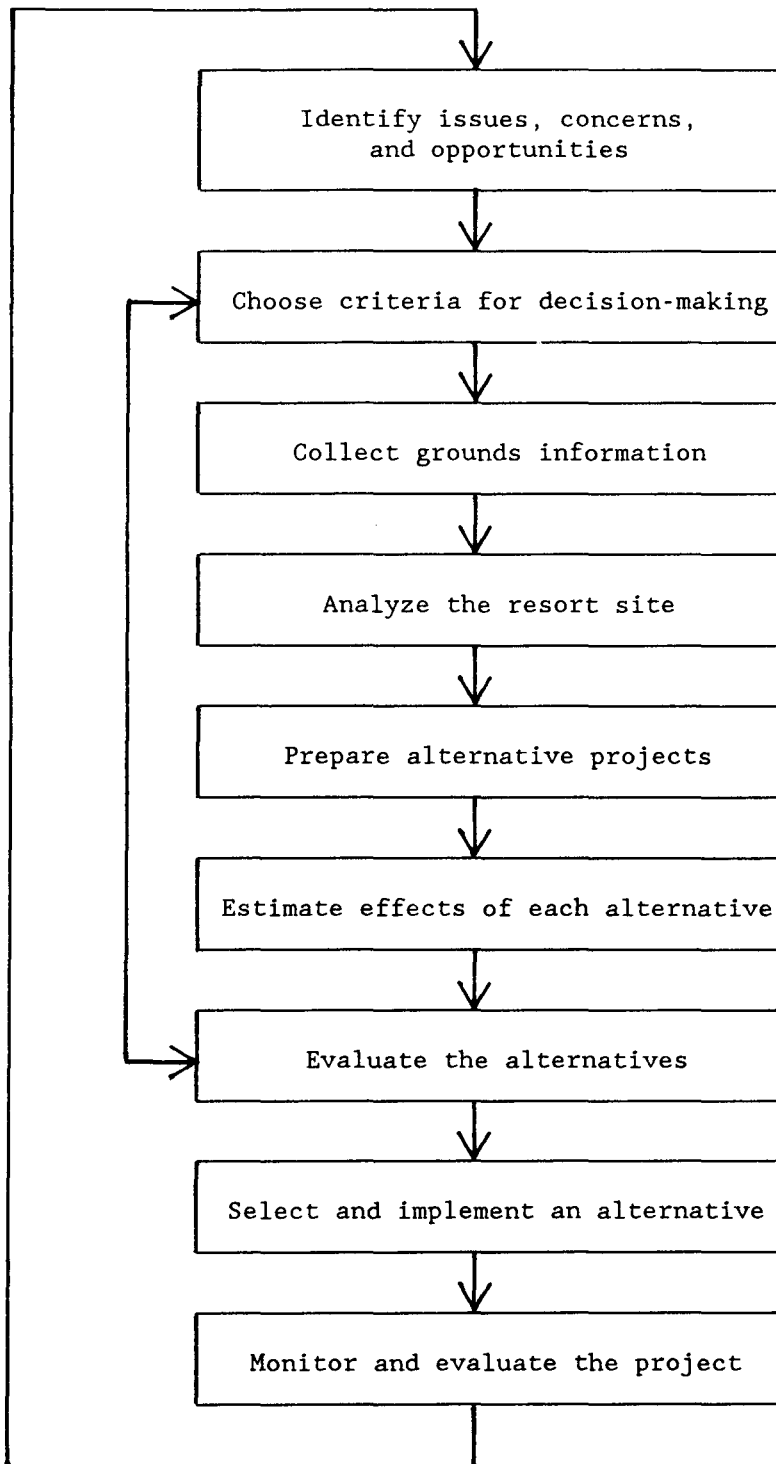 Identify issues, concerns,
and opportunities
Choose criteria for decision-making
Collect grounds information
Analyze the resort site
Prepare alternative projects
Estimate effects of each alternative
Evaluate the alternatives
Select and implement an alternative
Monitor and evaluate the project